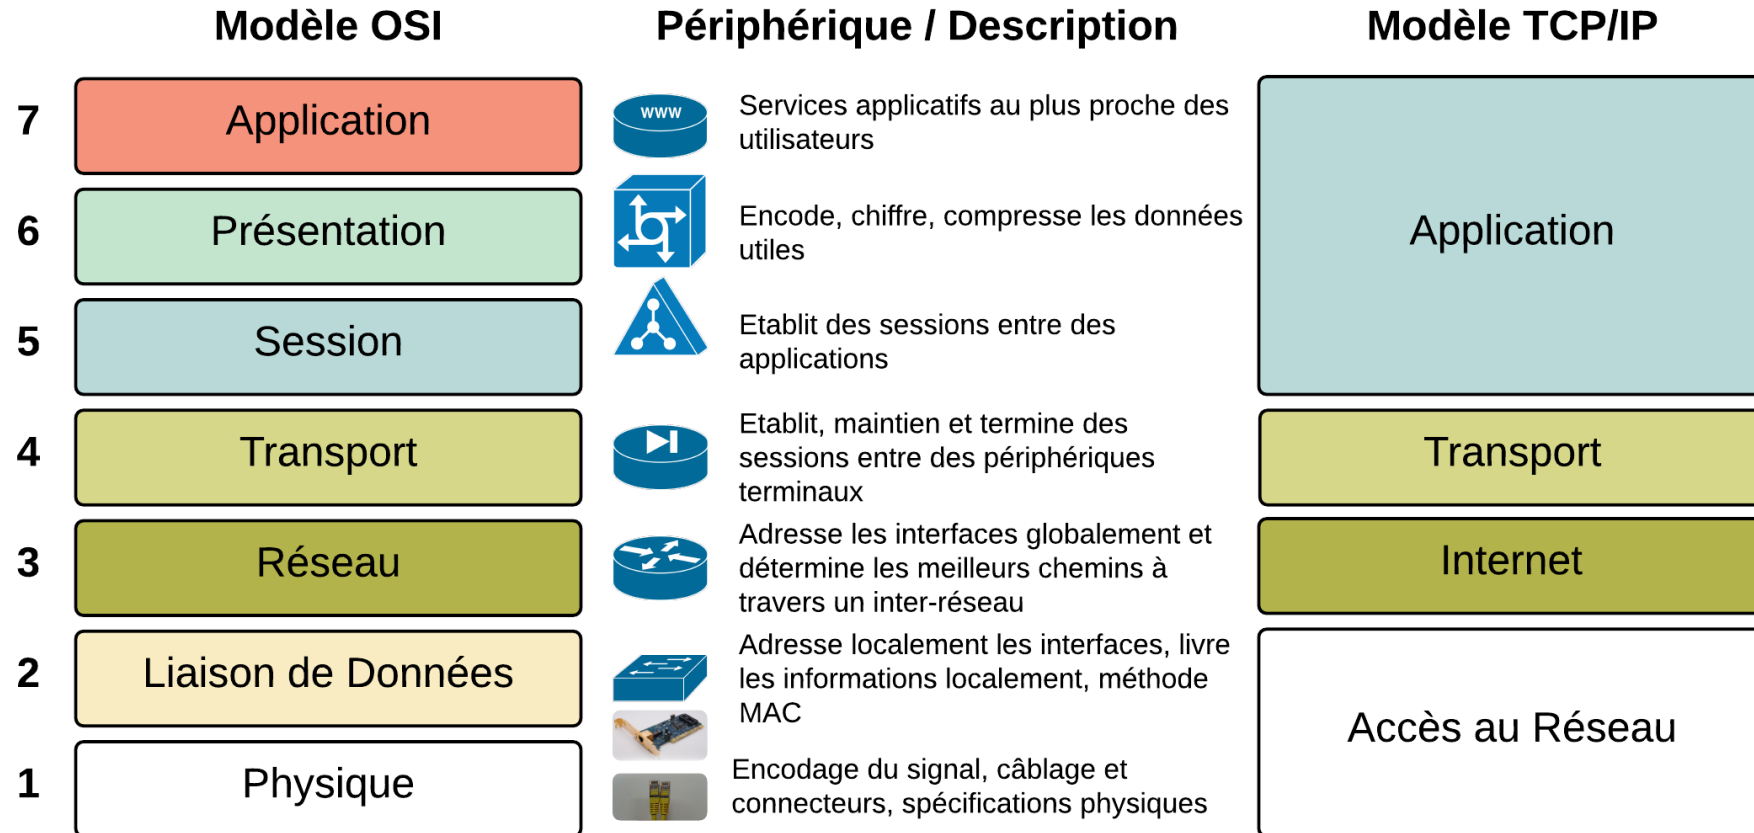 Modèle OSI
Périphérique / Description
Modèle TCP/IP
7
Application
www
Services applicatifs au plus proche des
utilisateurs
6
Présentation
Encode, chiffre, compresse les données
utiles
Application
5
Session
Etablit des sessions entre des
applications
4
Transport
Etablit, maintien et termine des
sessions entre des périphériques
terminaux
Transport
3
Réseau
Adresse les interfaces globalement et
détermine les meilleurs chemins à
travers un inter-réseau
Internet
2
Liaison de Données
Adresse localement les interfaces, livre
les informations localement, méthode
MAC
Accès au Réseau
1
Physique
Encodage du signal, câblage et
connecteurs, spécifications physiques